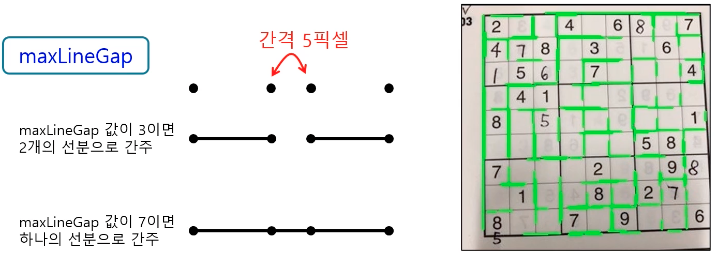 maxLineGap
간격 5픽셀
maxLineGap 값이 3이면
2개의 선분으로 간주
maxLineGap 값이 7이면
하나의 선분으로 간주
03
2 4 6 8 7
4 7 8 3 6
1 5 6 7 4
4 1
8 5 1
5 8
7 2 9 8
1 8 2 7
8 7 9 6
5